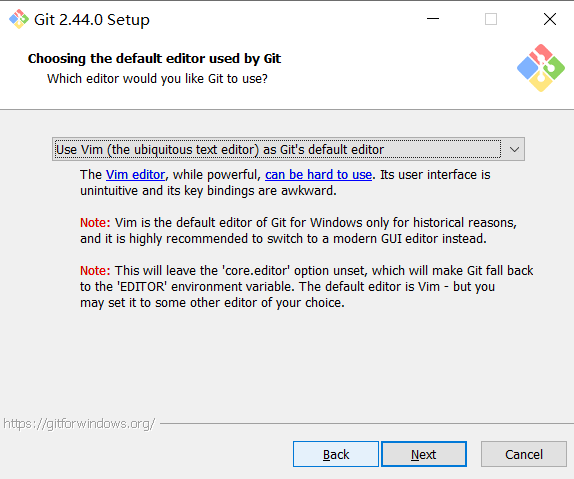 Git 2.44.0 Setup
Choosing the default editor used by Git
Which editor would you like Git to use?
Use Vim (the ubiquitous text editor) as Git's default editor
The Vim editor, while powerful, can be hard to use. Its user interface is
unintuitive and its key bindings are awkward.
Note: Vim is the default editor of Git for Windows only for historical reasons,
and it is highly recommended to switch to a modern GUI editor instead.
Note: This will leave the 'core.editor' option unset, which will make Git fall back
to the 'EDITOR' environment variable. The default editor is Vim - but you
may set it to some other editor of your choice.
https://gitforwindows.org/
Back
Next
Cancel